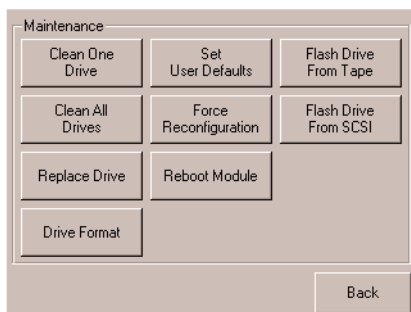 Maintenance
Clean One
Drive
Set
User Defaults
Flash Drive
From Tape
Clean All
Drives
Force
Reconfiguration
Flash Drive
From SCSI
Replace Drive
Reboot Module
Drive Format
Back